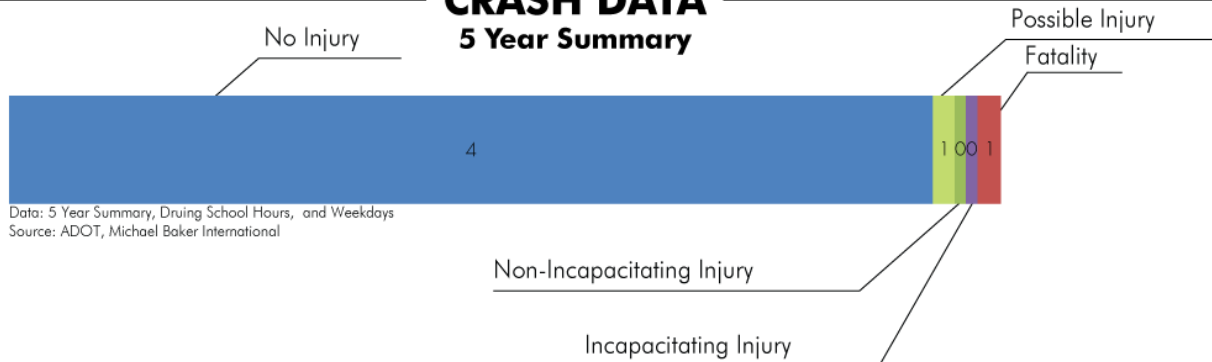 CRASH DATA
5 Year Summary
No Injury
Possible Injury
Fatality
4
1 0 0 1
Data: 5 Year Summary, Druing School Hours, and Weekdays
Source: ADOT, Michael Baker International
Non-Incapacitating Injury
Incapacitating Injury